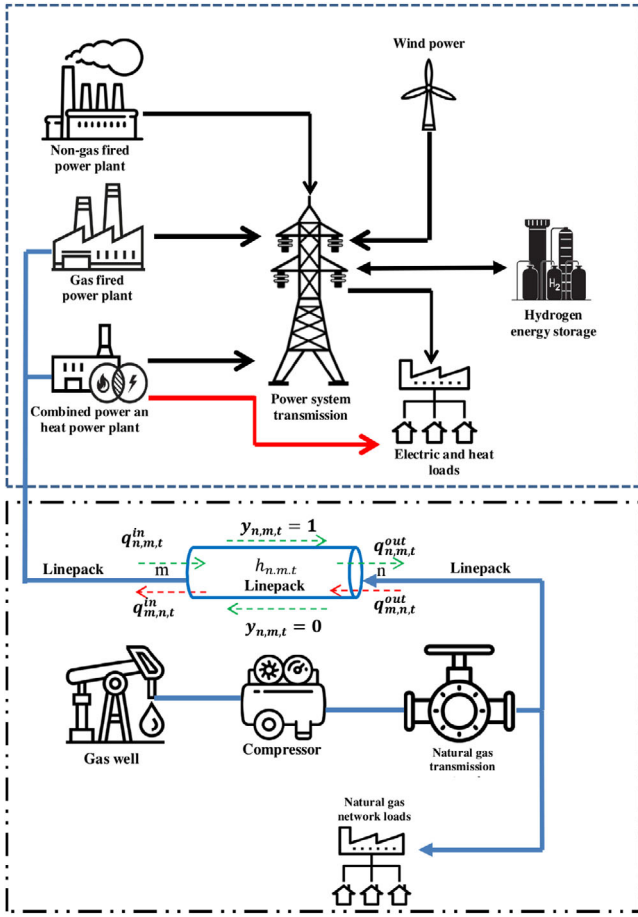 Wind power
Non-gas fired
power plant
Gas fired
power plant
H2
Hydrogen
energy storage
Combined power an
heat power plant
Power system
transmission
Electric and heat
loads
q^{in}_{n,m,t}
y_{n,m,t} = 1
q^{out}_{n,m,t}
Linepack
m
h_{n.m.t}
n
Linepack
Linepack
q^{in}_{m,n,t}
q^{out}_{m,n,t}
y_{n,m,t} = 0
Gas well
Compressor
Natural gas
transmission
Natural gas
network loads